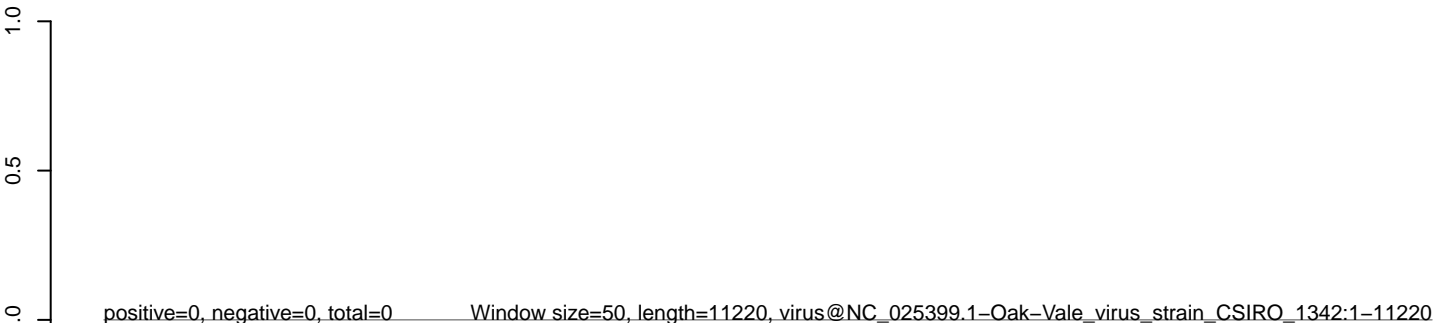 1.0
0.5
.0
positive=0, negative=0, total=0
Window size=50, length=11220, virus@NC_025399.1−Oak−Vale_virus_strain_CSIRO_1342:1−11220